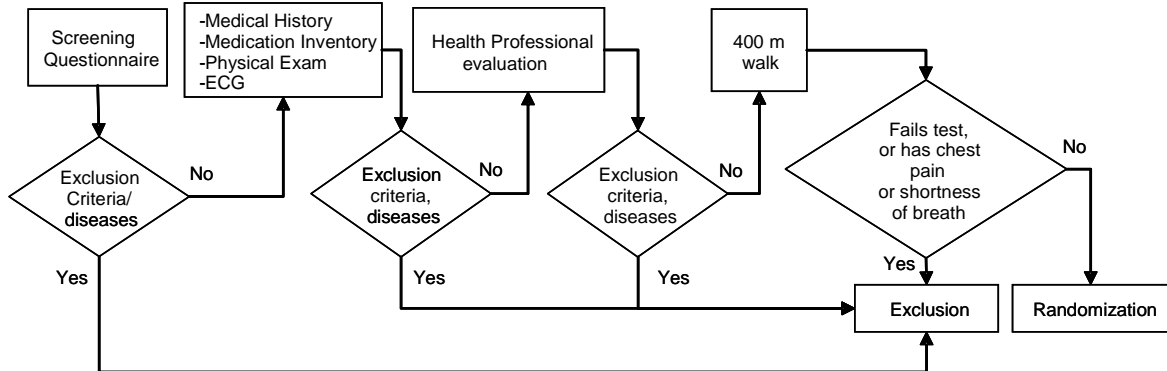 Screening
Questionnaire
-Medical History
-Medication Inventory
-Physical Exam
-ECG
Health Professional
evaluation
400 m
walk
Exclusion
Criteria/
diseases
No
Yes
Exclusion
criteria,
diseases
No
Yes
Exclusion
criteria,
diseases
No
Yes
Fails test,
or has chest
pain
or shortness
of breath
No
Yes
Exclusion
Randomization